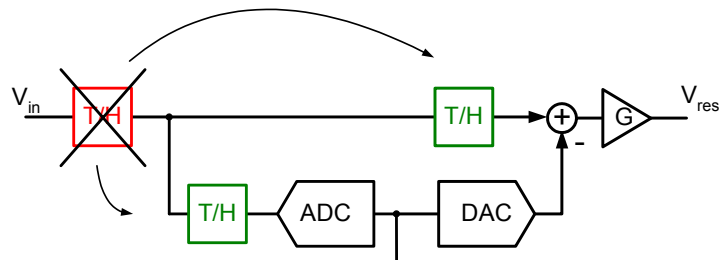 V_in
T/H
T/H
+
-
G
V_res
T/H
ADC
DAC